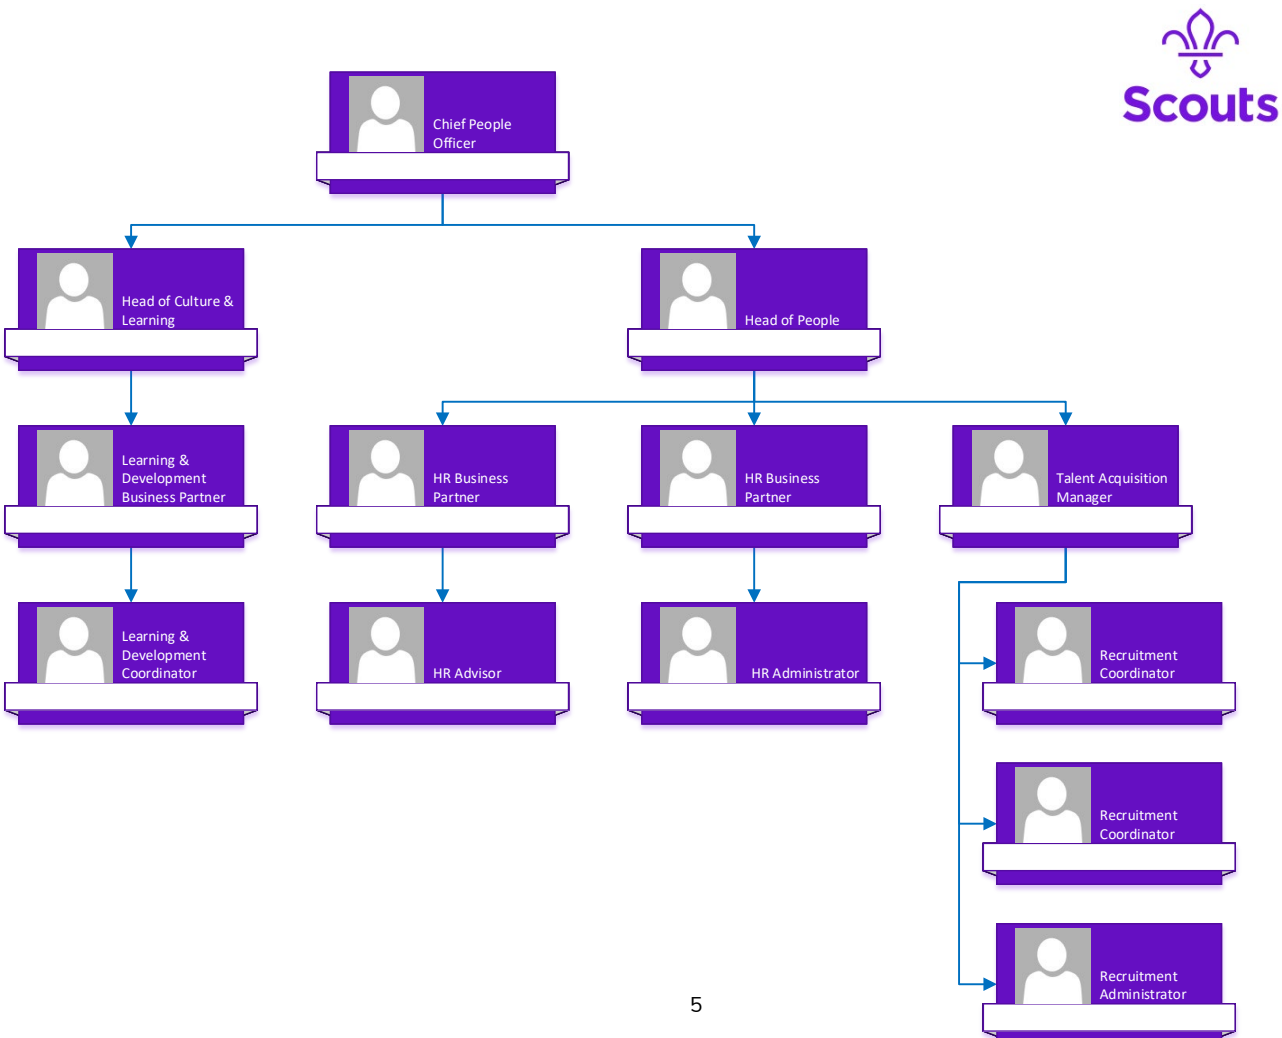 Scouts
Chief People
Officer
Head of Culture &
Learning
Head of People
Learning &
Development
Business Partner
HR Business
Partner
HR Business
Partner
Talent Acquisition
Manager
Learning &
Development
Coordinator
HR Advisor
HR Administrator
Recruitment
Coordinator
Recruitment
Coordinator
Recruitment
Administrator
5